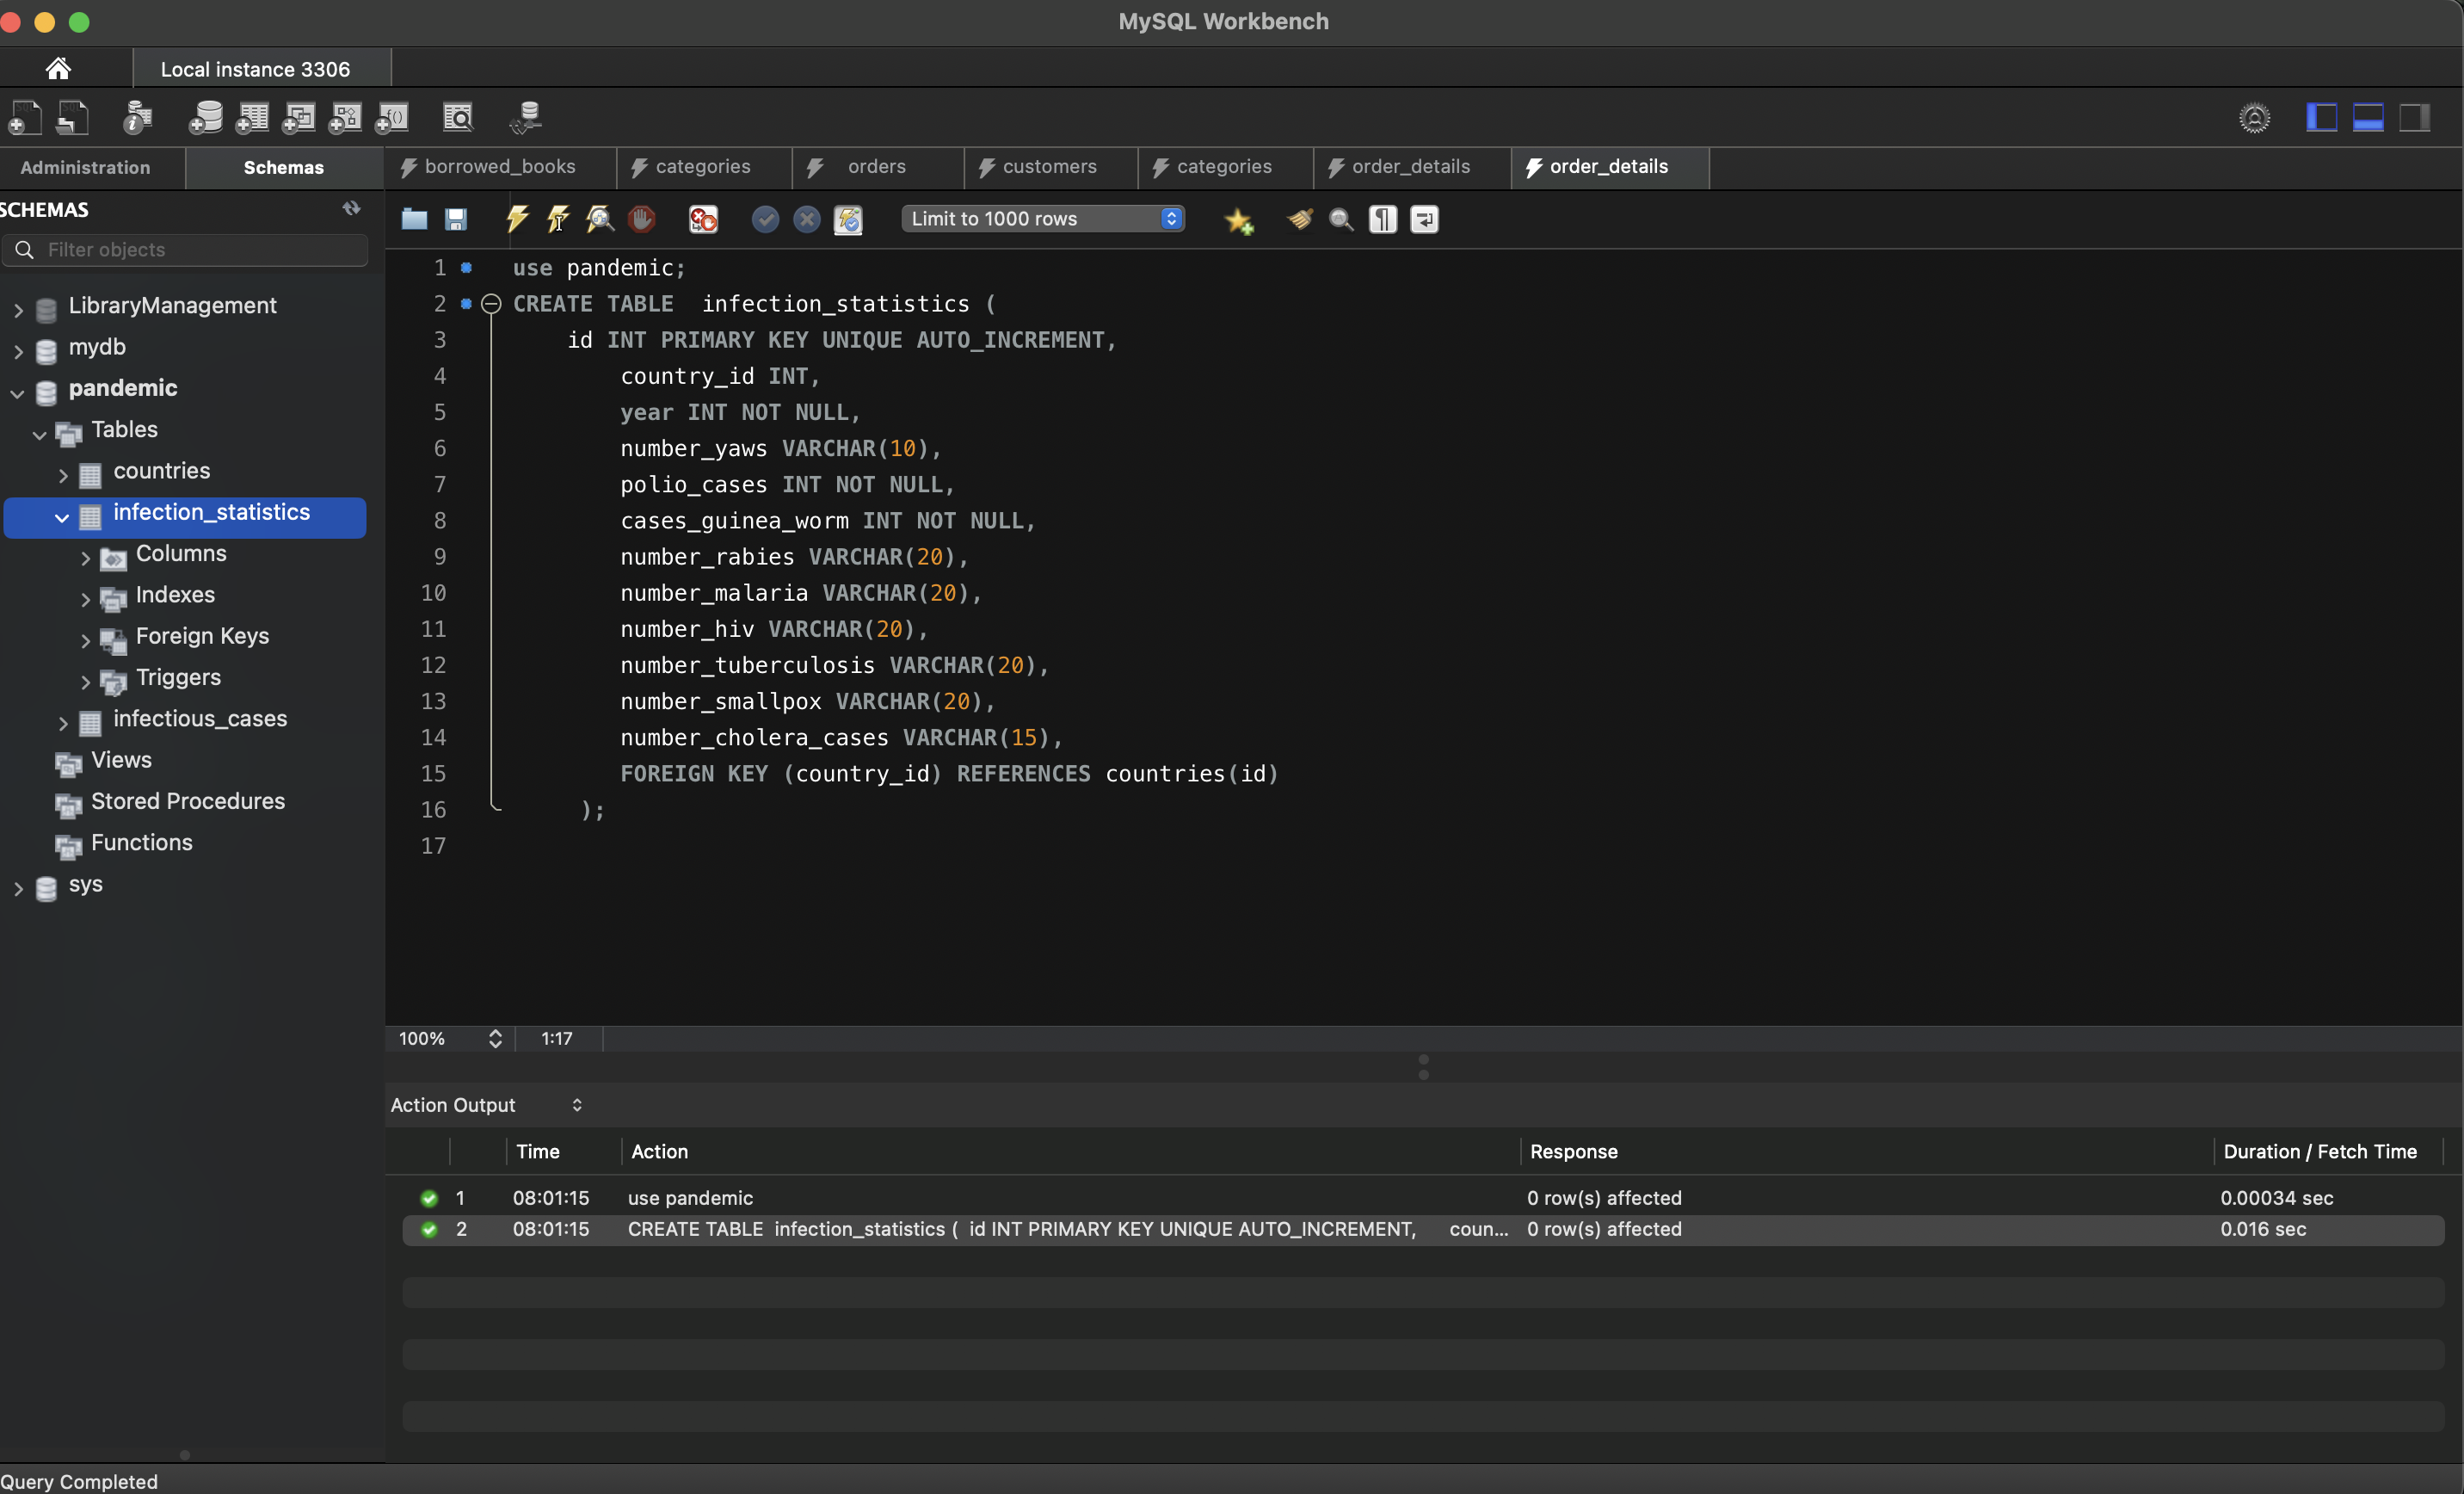 MySQL Workbench
Local instance 3306
Administration
Schemas
borrowed_books
categories
orders
customers
categories
order_details
order_details
SCHEMAS
Filter objects
LibraryManagement
mydb
pandemic
Tables
countries
infection_statistics
Columns
Indexes
Foreign Keys
Triggers
infectious_cases
Views
Stored Procedures
Functions
sys
Limit to 1000 rows
1 use pandemic;
2 CREATE TABLE  infection_statistics (
3 id INT PRIMARY KEY UNIQUE AUTO_INCREMENT,
4 country_id INT,
5 year INT NOT NULL,
6 number_yaws VARCHAR(10),
7 polio_cases INT NOT NULL,
8 cases_guinea_worm INT NOT NULL,
9 number_rabies VARCHAR(20),
10 number_malaria VARCHAR(20),
11 number_hiv VARCHAR(20),
12 number_tuberculosis VARCHAR(20),
13 number_smallpox VARCHAR(20),
14 number_cholera_cases VARCHAR(15),
15 FOREIGN KEY (country_id) REFERENCES countries(id)
16 );
17
100% 1:17
Action Output
Time Action Response Duration / Fetch Time
1 08:01:15 use pandemic 0 row(s) affected 0.00034 sec
2 08:01:15 CREATE TABLE  infection_statistics (  id INT PRIMARY KEY UNIQUE AUTO_INCREMENT,     coun... 0 row(s) affected 0.016 sec
Query Completed